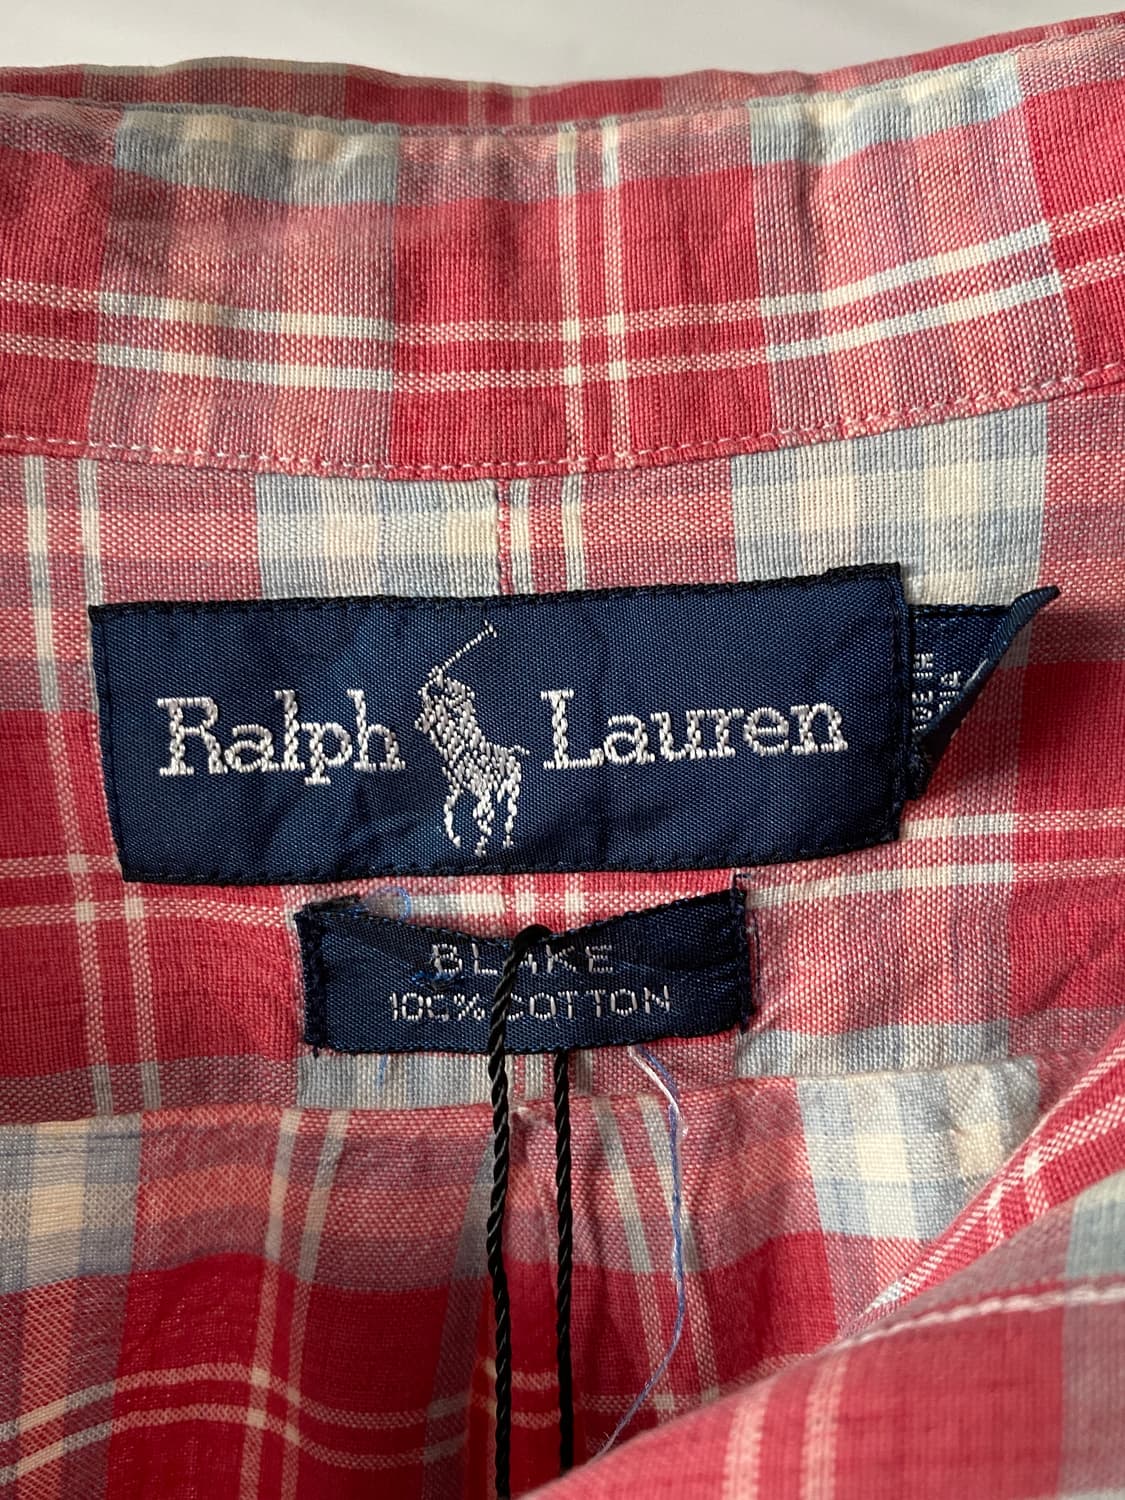 Ralph Lauren
BLAKE
100% COTTON